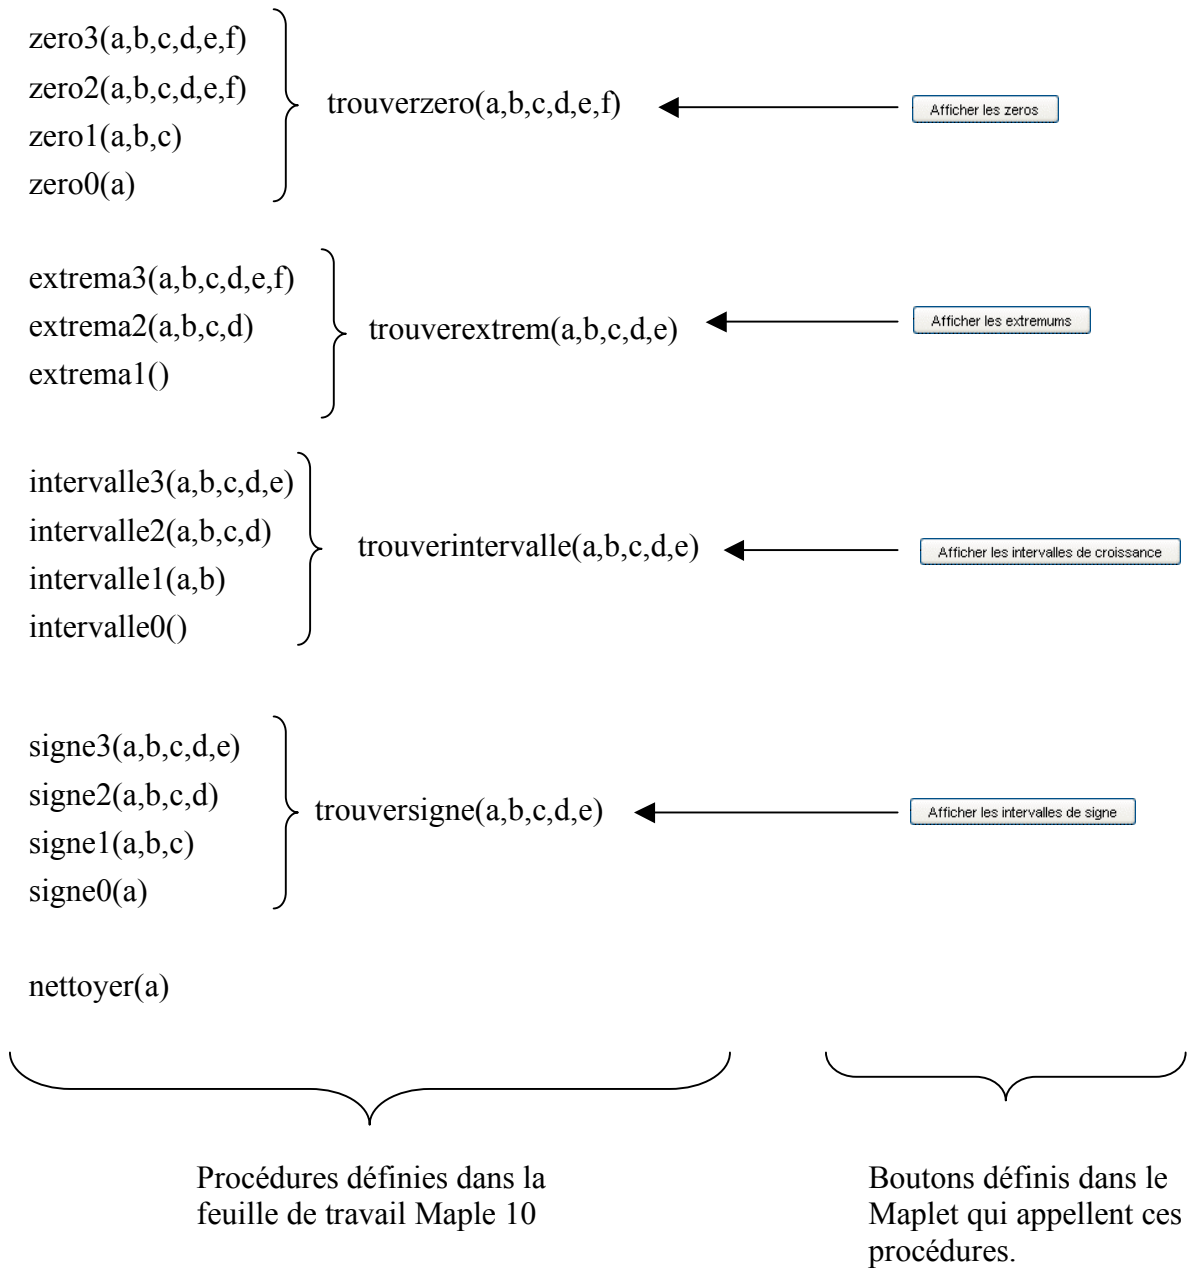 zero3(a,b,c,d,e,f)
zero2(a,b,c,d,e,f)
zero1(a,b,c)
zero0(a)
trouverzero(a,b,c,d,e,f)
Afficher les zeros
extrema3(a,b,c,d,e,f)
extrema2(a,b,c,d)
extrema1()
trouverextrem(a,b,c,d,e)
Afficher les extremums
intervalle3(a,b,c,d,e)
intervalle2(a,b,c,d)
intervalle1(a,b)
intervalle0()
trouverintervalle(a,b,c,d,e)
Afficher les intervalles de croissance
signe3(a,b,c,d,e)
signe2(a,b,c,d)
signe1(a,b,c)
signe0(a)
trouversigne(a,b,c,d,e)
Afficher les intervalles de signe
nettoyer(a)
Procédures définies dans la
feuille de travail Maple 10
Boutons définis dans le
Maplet qui appellent ces
procédures.